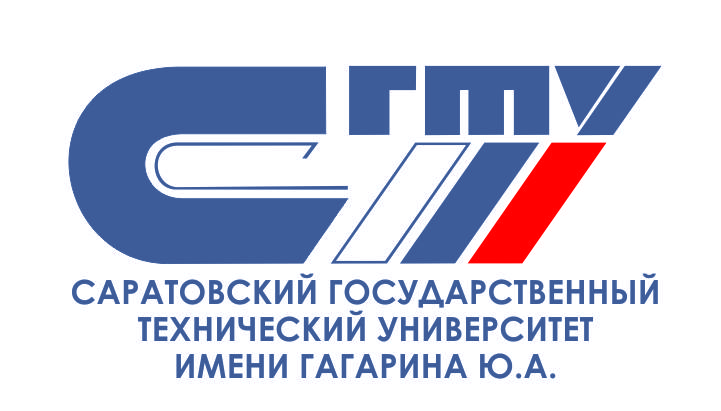 СГТУ
САРАТОВСКИЙ ГОСУДАРСТВЕННЫЙ
ТЕХНИЧЕСКИЙ УНИВЕРСИТЕТ
ИМЕНИ ГАГАРИНА Ю.А.